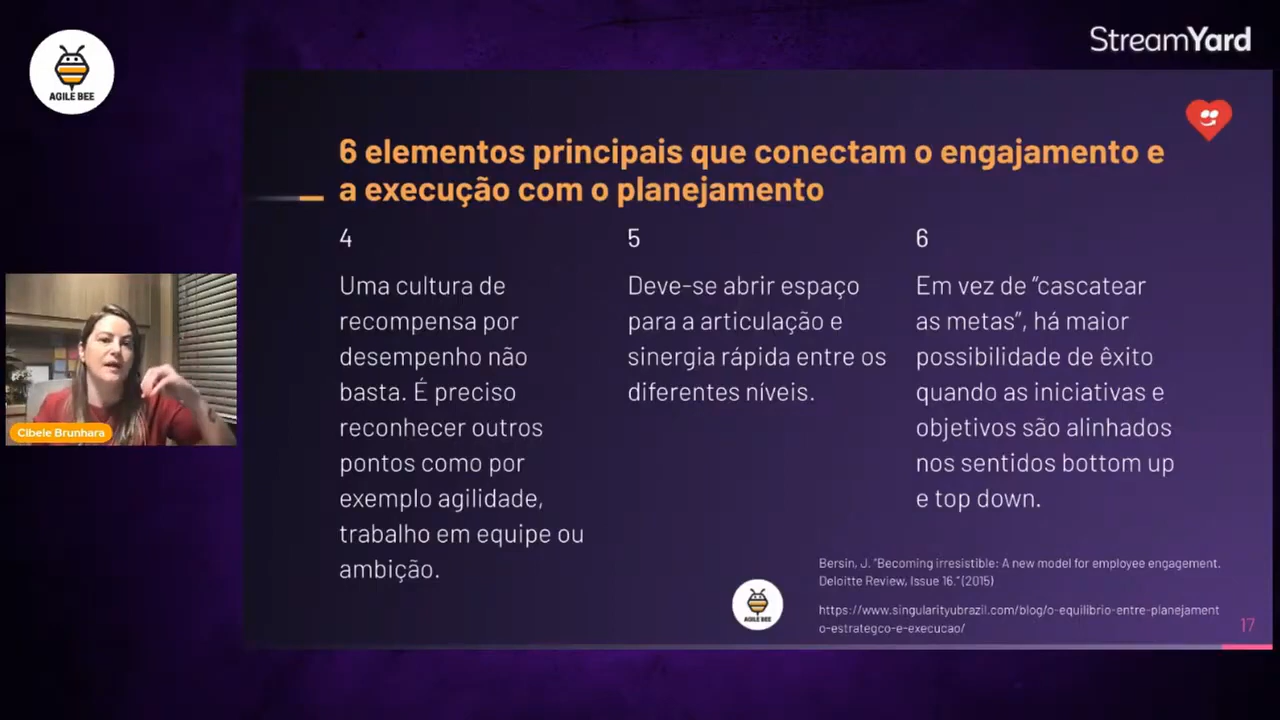 AGILE BEE
StreamYard
6 elementos principais que conectam o engajamento e
a execução com o planejamento
4
Uma cultura de
recompensa por
desempenho não
basta. É preciso
reconhecer outros
pontos como por
exemplo agilidade,
trabalho em equipe ou
ambição.
5
Deve-se abrir espaço
para a articulação e
sinergia rápida entre os
diferentes níveis.
6
Em vez de “cascatear
as metas”, há maior
possibilidade de êxito
quando as iniciativas e
objetivos são alinhados
nos sentidos bottom up
e top down.
Cibele Brunhara
Bersin, J. “Becoming irresistible: A new model for employee engagement.
Deloitte Review, Issue 16.” (2015)
https://www.singularityubrazil.com/blog/o-equilibrio-entre-planejament
o-estrategco-e-execucao/
AGILE BEE
17